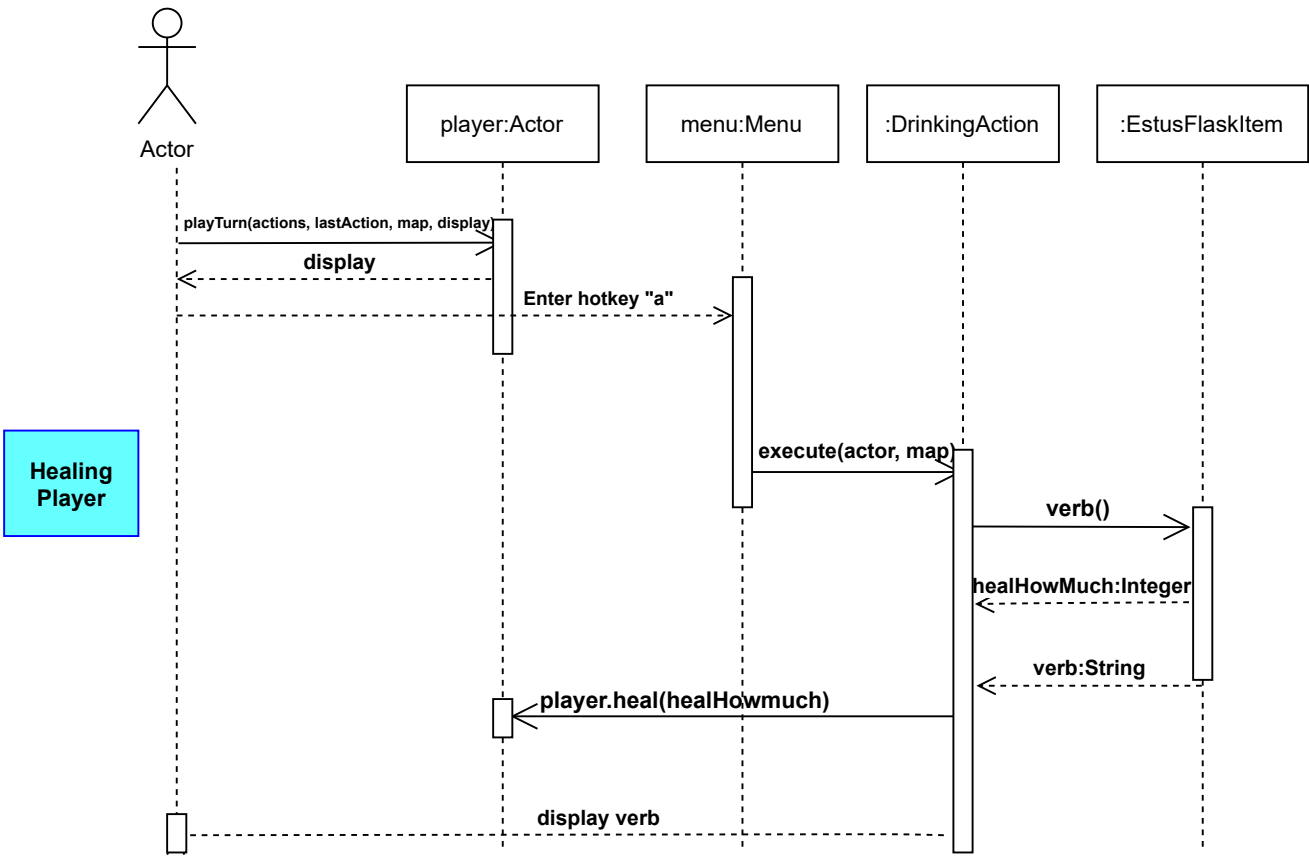 Actor
player:Actor
menu:Menu
:DrinkingAction
:EstusFlaskItem
playTurn(actions, lastAction, map, display)
display
Enter hotkey "a"
execute(actor, map)
Healing
Player
verb()
healHowMuch:Integer
verb:String
player.heal(healHowmuch)
display verb